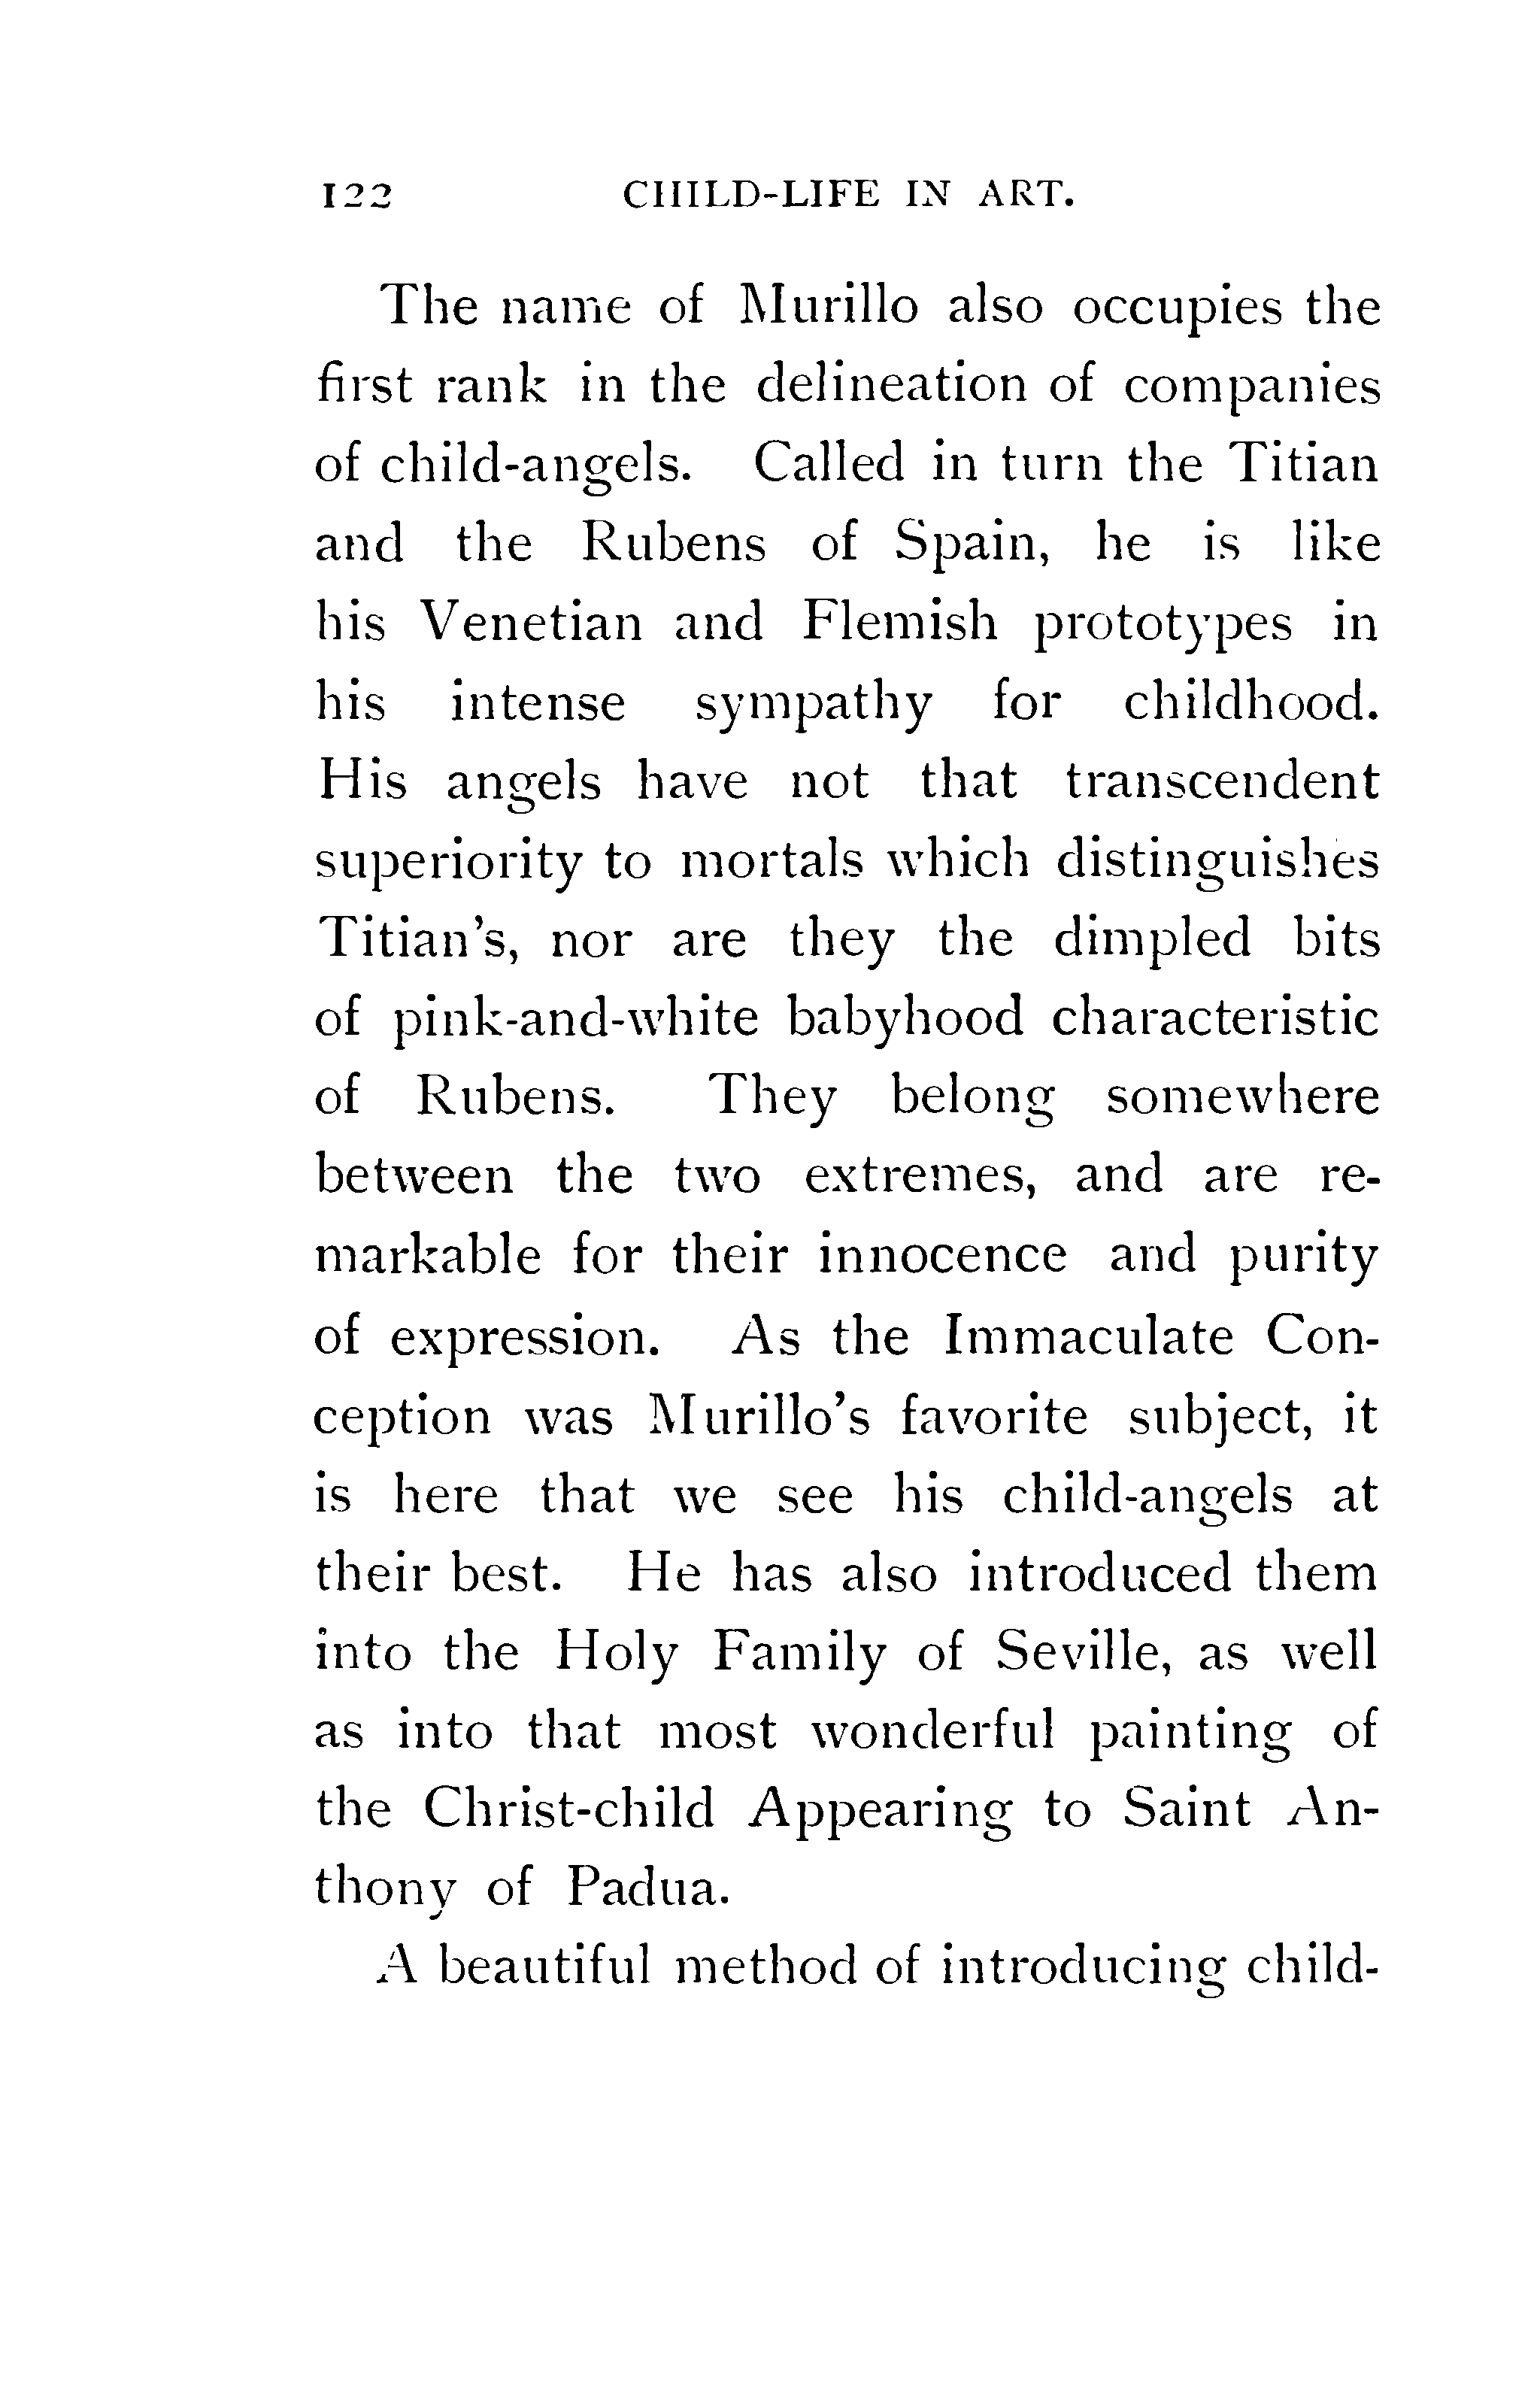 122 CHILD-LIFE IN ART.
The name of Murillo also occupies the
first rank in the delineation of companies
of child-angels. Called in turn the Titian
and the Rubens of Spain, he is like
his Venetian and Flemish prototypes in
his intense sympathy for childhood.
His angels have not that transcendent
superiority to mortals which distinguishes
Titian's, nor are they the dimpled bits
of pink-and-white babyhood characteristic
of Rubens. They belong somewhere
between the two extremes, and are re-
markable for their innocence and purity
of expression. As the Immaculate Con-
ception was Murillo's favorite subject, it
is here that we see his child-angels at
their best. He has also introduced them
into the Holy Family of Seville, as well
as into that most wonderful painting of
the Christ-child Appearing to Saint An-
thony of Padua.
A beautiful method of introducing child-